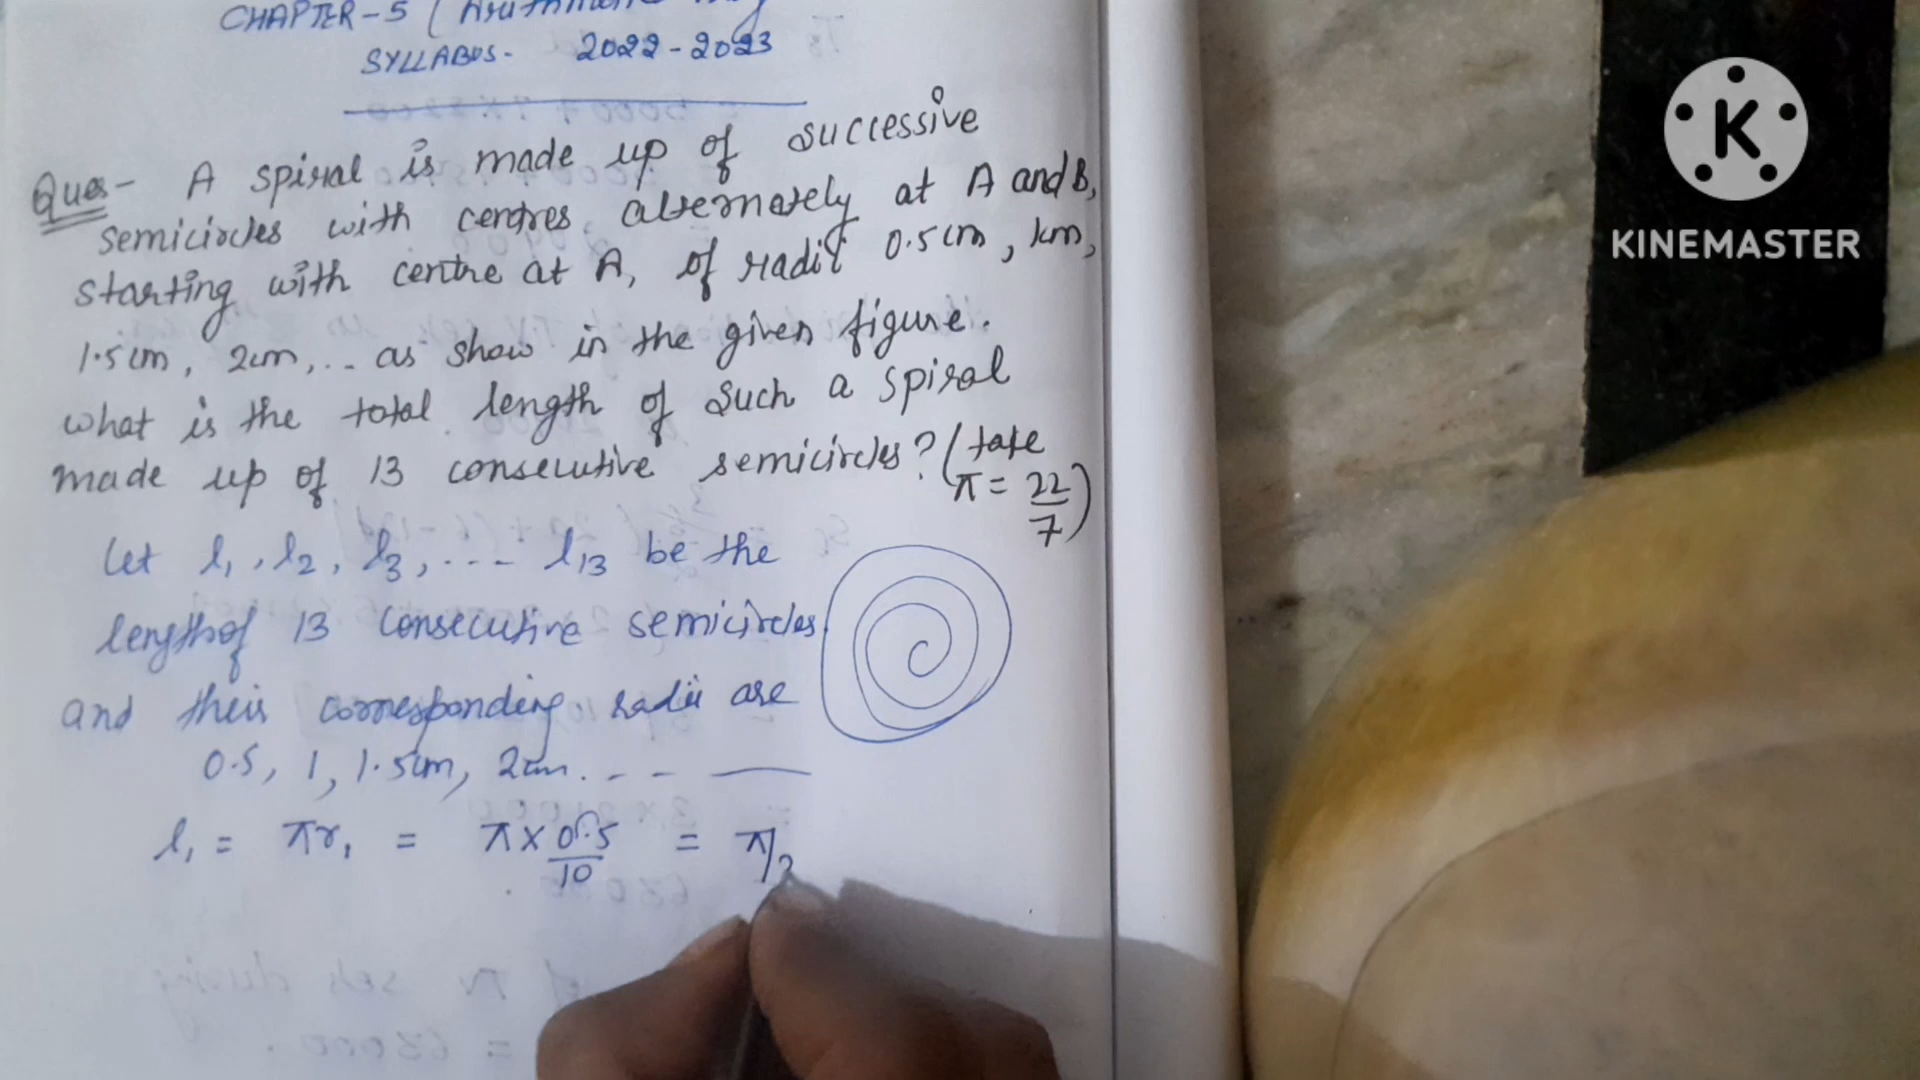 CHAPTER-5 (Arithmetic
SYLLABUS- 2022-2023
Ques- A spiral is made up of successive
semicircles with centres alternately at A and B,
starting with centre at A, of radii 0.5cm, 1cm,
1.5cm, 2cm,... as show in the given figure.
what is the total length of such a spiral
made up of 13 consecutive semicircles? (take
π = 22/7)
Let l1, l2, l3, .... l13 be the
length of 13 consecutive semicircles
and their corresponding radii are
0.5, 1, 1.5cm, 2cm. - - —
l1 = πr1 = π × 0.5/10 = π/2
K
KINEMASTER